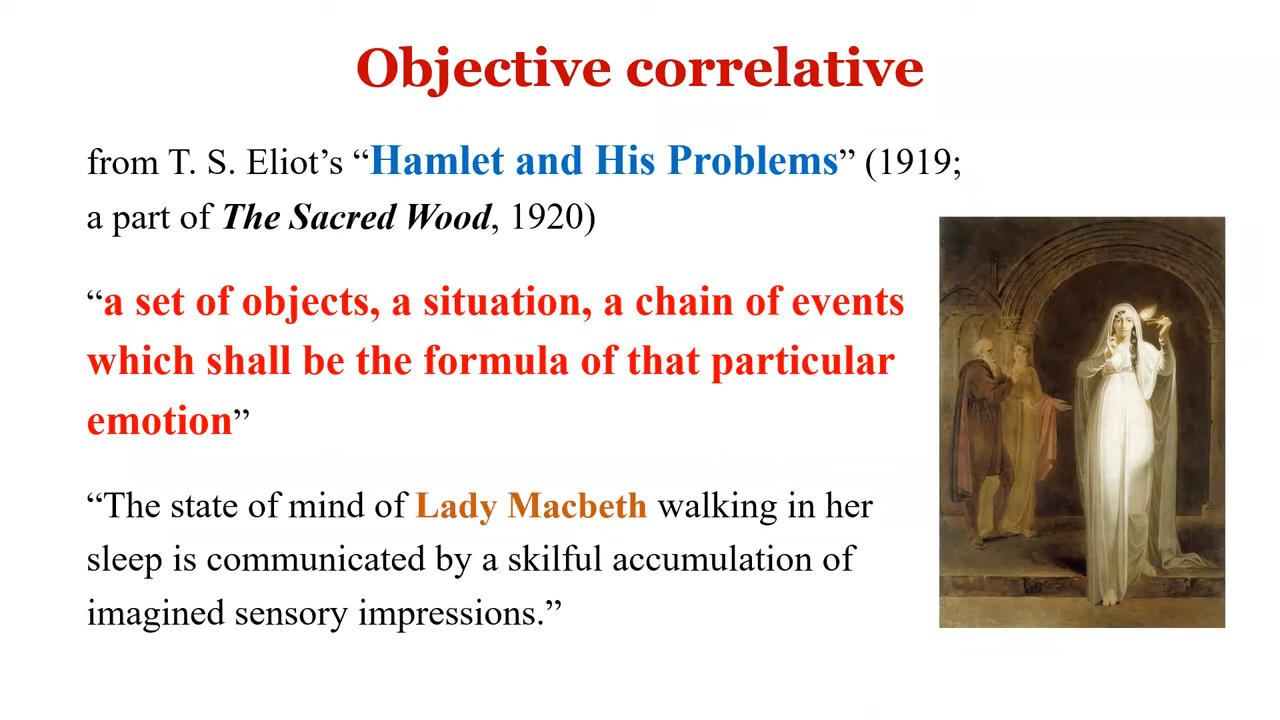 Objective correlative
from T. S. Eliot’s “Hamlet and His Problems” (1919;
a part of The Sacred Wood, 1920)
“a set of objects, a situation, a chain of events
which shall be the formula of that particular
emotion”
“The state of mind of Lady Macbeth walking in her
sleep is communicated by a skilful accumulation of
imagined sensory impressions.”